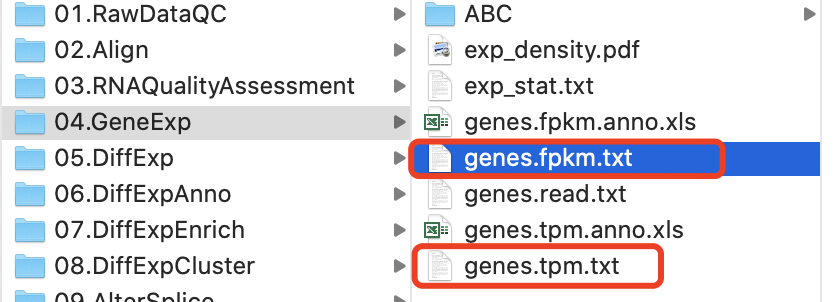 01.RawDataQC
02.Align
03.RNAQualityAssessment
04.GeneExp
05.DiffExp
06.DiffExpAnno
07.DiffExpEnrich
08.DiffExpCluster
09.AlterSplice
ABC
exp_density.pdf
exp_stat.txt
genes.fpkm.anno.xls
genes.fpkm.txt
genes.read.txt
genes.tpm.anno.xls
genes.tpm.txt